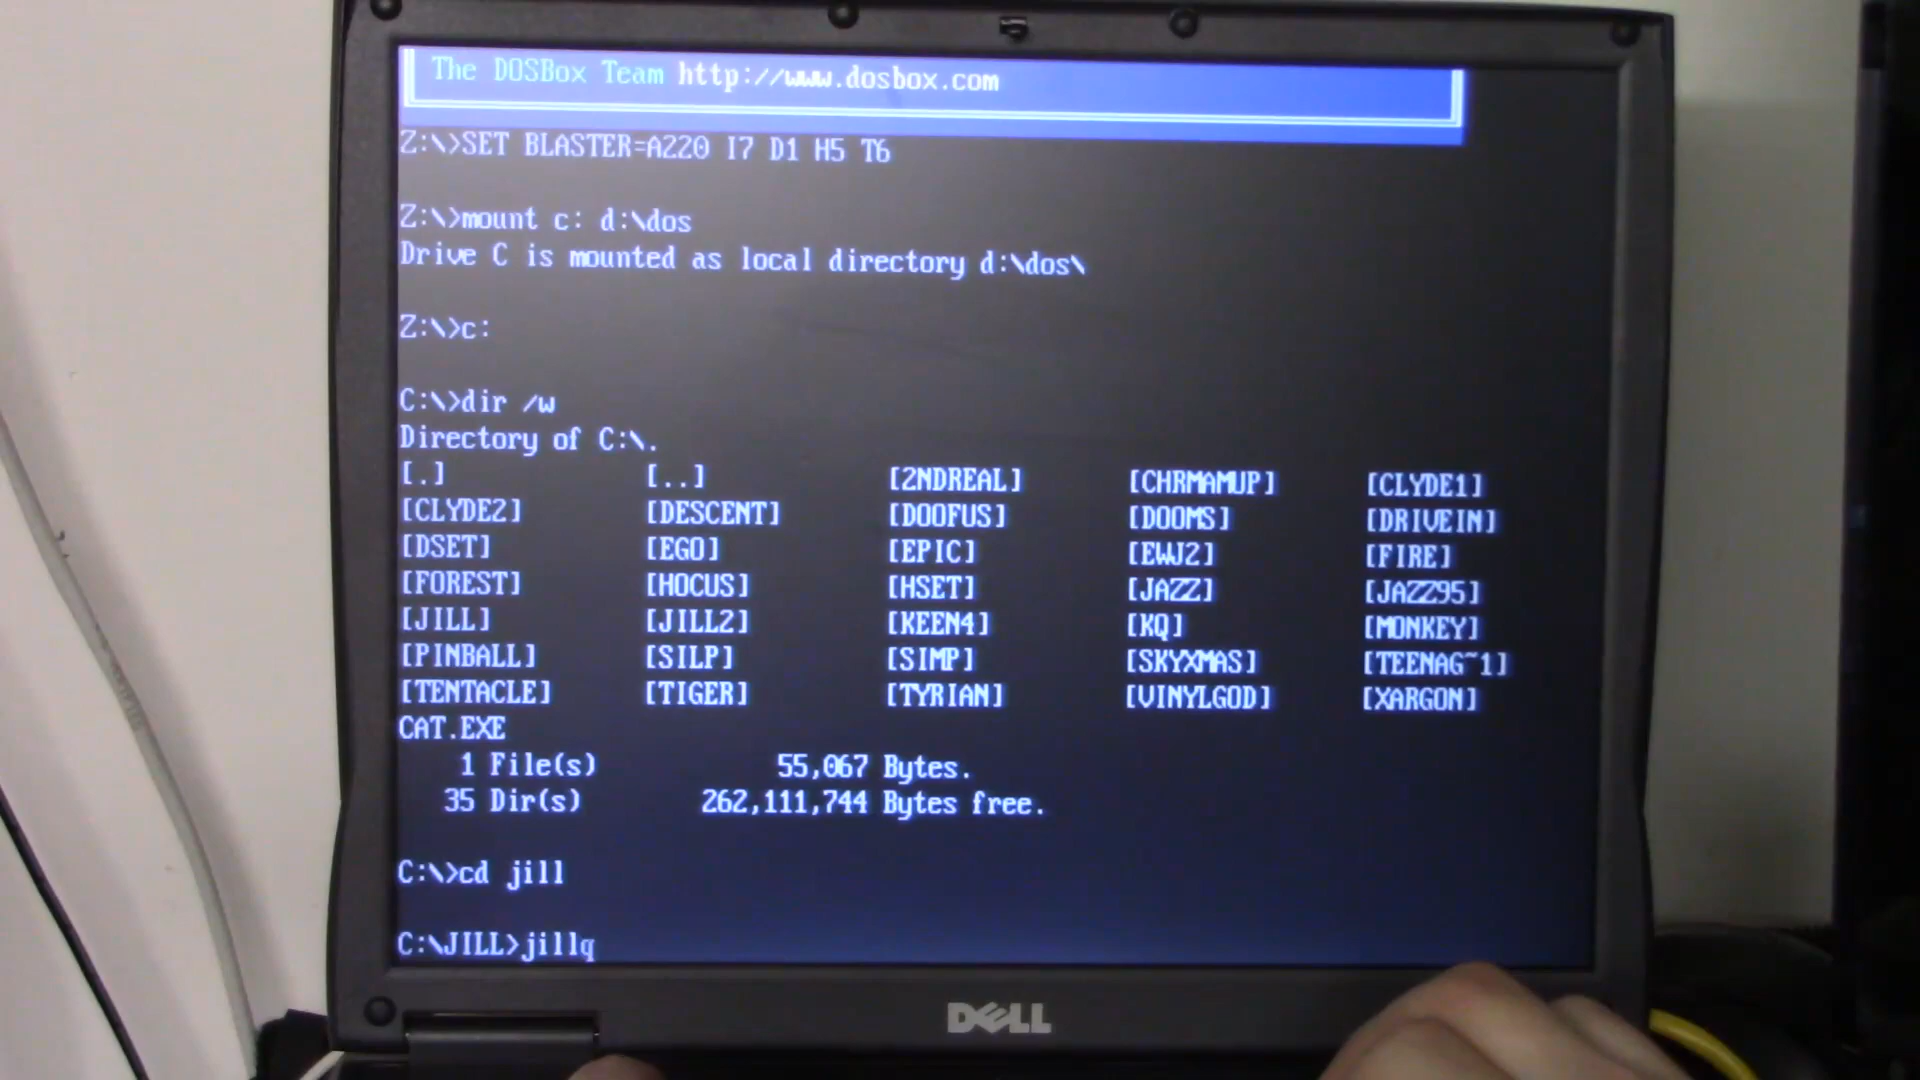 The DOSBox Team http://www.dosbox.com
Z:\>SET BLASTER=A220 I7 D1 H5 T6
Z:\>mount c: d:\dos
Drive C is mounted as local directory d:\dos\
Z:\>c:
C:\>dir /w
Directory of C:\.
[.] [..] [2NDREAL] [CHRMAMUP] [CLYDE1]
[CLYDE2] [DESCENT] [DOOFUS] [DOOMS] [DRIVEIN]
[DSET] [EGO] [EPIC] [EWJ2] [FIRE]
[FOREST] [HOCUS] [HSET] [JAZZ] [JAZZ95]
[JILL] [JILL2] [KEEN4] [KQ] [MONKEY]
[PINBALL] [SILP] [SIMP] [SKYXMAS] [TEENAG~1]
[TENTACLE] [TIGER] [TYRIAN] [VINYLGOD] [XARGON]
CAT.EXE
1 File(s) 55,067 Bytes.
35 Dir(s) 262,111,744 Bytes free.
C:\>cd jill
C:\JILL>jillq
DELL